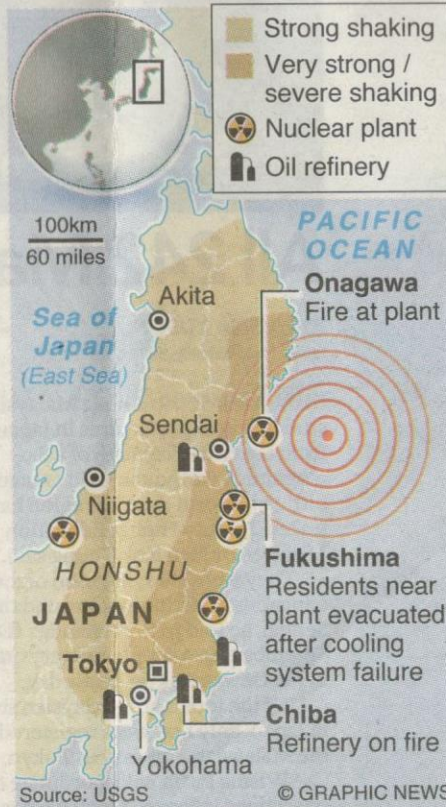 Strong shaking
Very strong /
severe shaking
Nuclear plant
Oil refinery
100km
60 miles
PACIFIC
OCEAN
Onagawa
Fire at plant
Akita
Sea of
Japan
(East Sea)
Sendai
Niigata
HONSHU
JAPAN
Fukushima
Residents near
plant evacuated
after cooling
system failure
Tokyo
Chiba
Refinery on fire
Yokohama
Source: USGS
© GRAPHIC NEWS